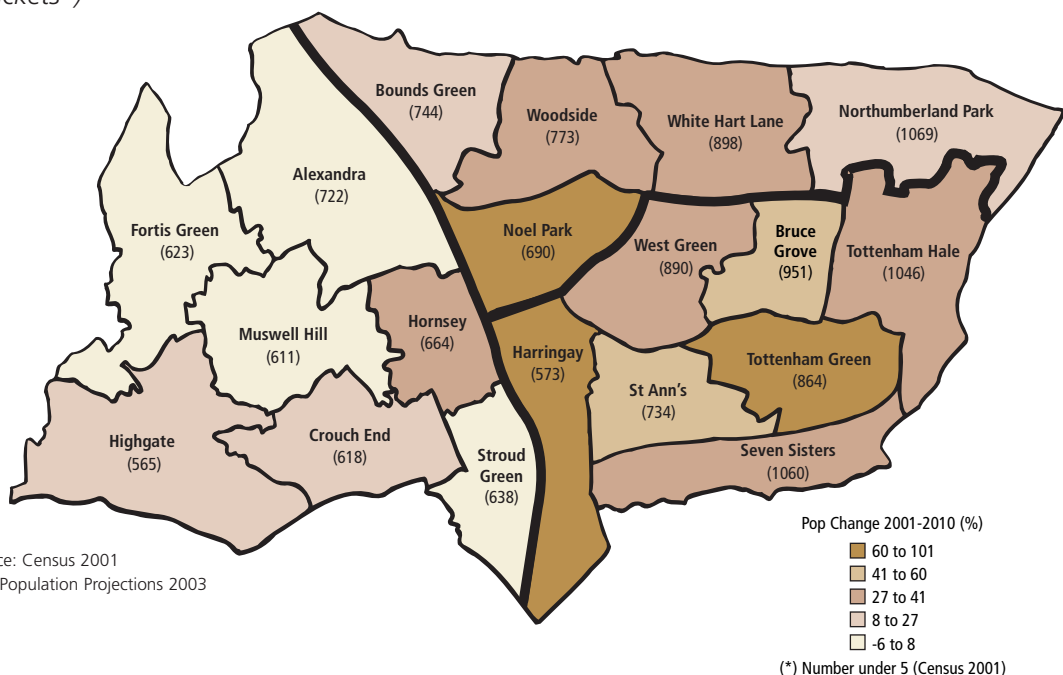 Bounds Green
(744)
Woodside
(773)
White Hart Lane
(898)
Northumberland Park
(1069)
Alexandra
(722)
Fortis Green
(623)
Noel Park
(690)
West Green
(890)
Bruce
Grove
(951)
Tottenham Hale
(1046)
Muswell Hill
(611)
Hornsey
(664)
Harringay
(573)
Tottenham Green
(864)
St Ann's
(734)
Highgate
(565)
Crouch End
(618)
Stroud
Green
(638)
Seven Sisters
(1060)
Census 2001
Population Projections 2003
Pop Change 2001-2010 (%)
60 to 101
41 to 60
27 to 41
8 to 27
-6 to 8
(*) Number under 5 (Census 2001)